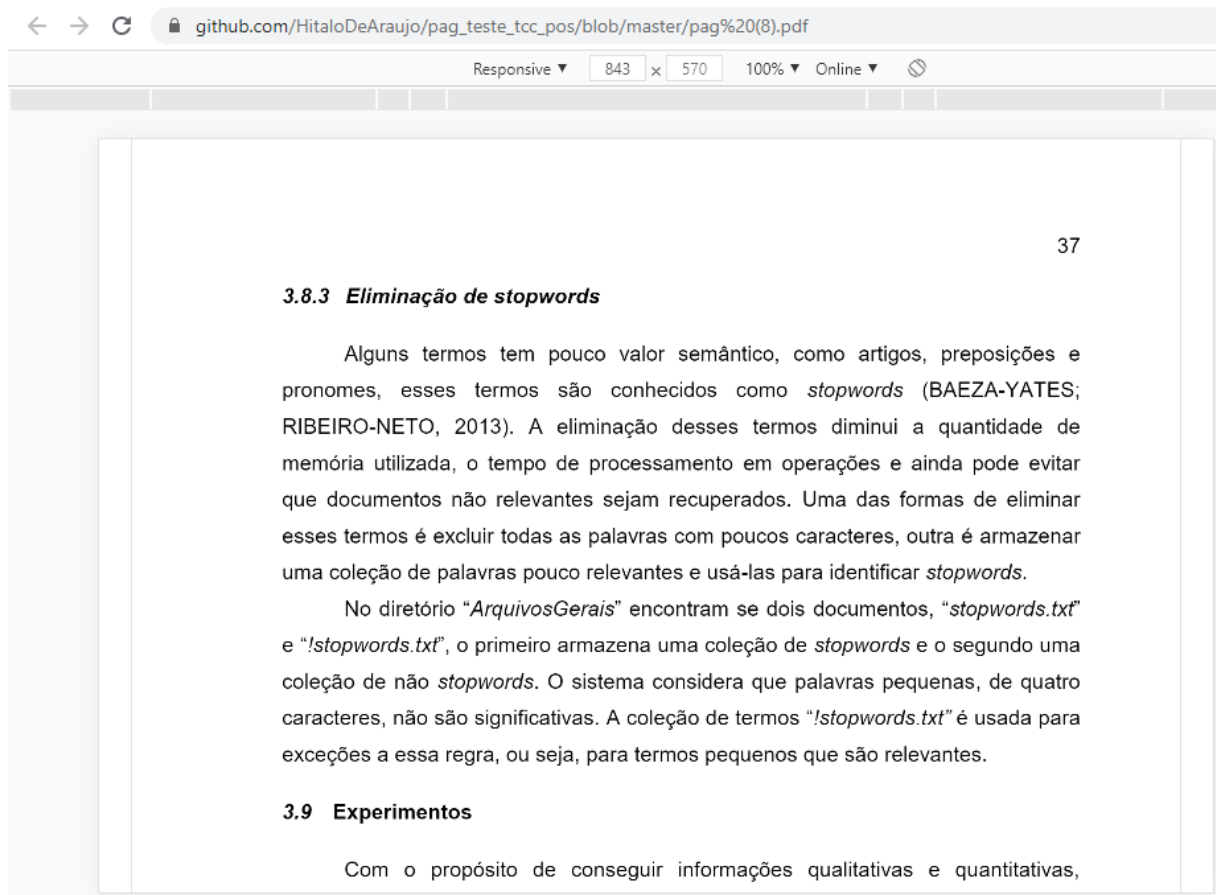 github.com/HitaloDeAraujo/pag_teste_tcc_pos/blob/master/pag%20(8).pdf
Responsive ▼ 843 x 570 100% ▼ Online ▼
37
3.8.3 Eliminação de stopwords
Alguns termos tem pouco valor semântico, como artigos, preposições e
pronomes, esses termos são conhecidos como stopwords (BAEZA-YATES;
RIBEIRO-NETO, 2013). A eliminação desses termos diminui a quantidade de
memória utilizada, o tempo de processamento em operações e ainda pode evitar
que documentos não relevantes sejam recuperados. Uma das formas de eliminar
esses termos é excluir todas as palavras com poucos caracteres, outra é armazenar
uma coleção de palavras pouco relevantes e usá-las para identificar stopwords.
No diretório “ArquivosGerais” encontram se dois documentos, “stopwords.txt”
e “!stopwords.txt”, o primeiro armazena uma coleção de stopwords e o segundo uma
coleção de não stopwords. O sistema considera que palavras pequenas, de quatro
caracteres, não são significativas. A coleção de termos “!stopwords.txt” é usada para
exceções a essa regra, ou seja, para termos pequenos que são relevantes.
3.9 Experimentos
Com o propósito de conseguir informações qualitativas e quantitativas,